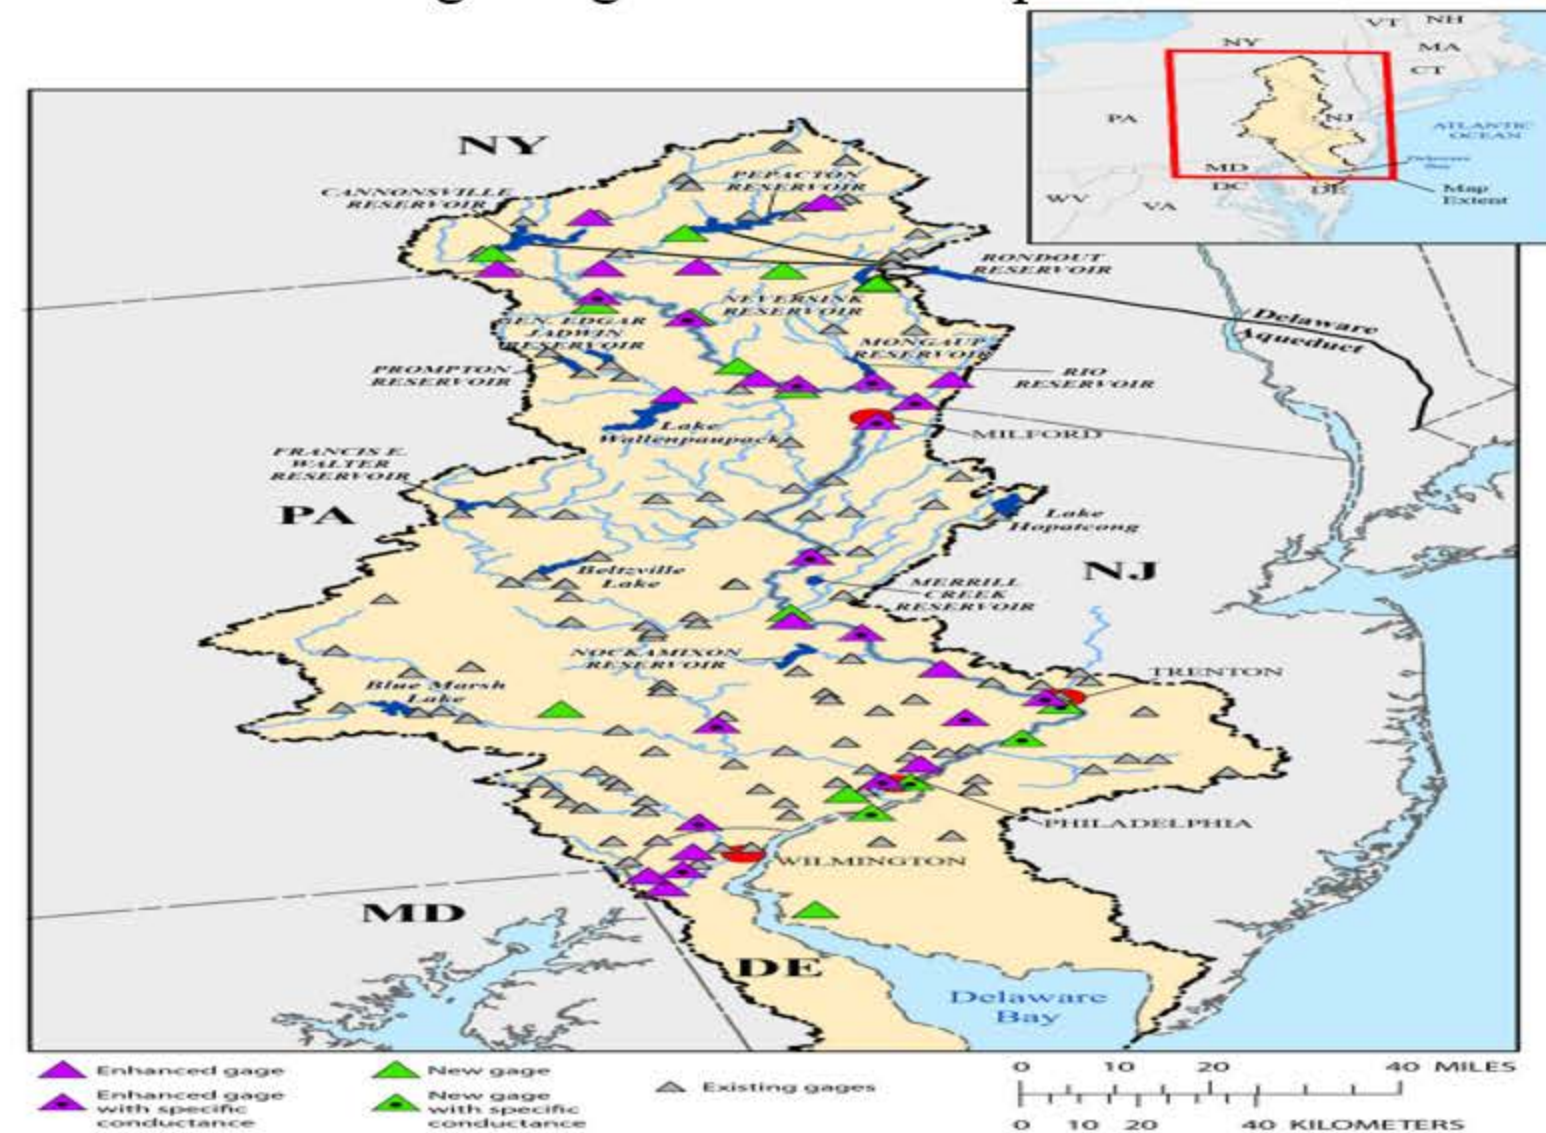 VT NH
NY
MA
CT
PA
NJ
ATLANTIC
OCEAN
Delaware
Bay
MD
DC
DE
WV
VA
Map
Extent
NY
CANNONSVILLE
RESERVOIR
PEPACTON
RESERVOIR
RONDOUT
RESERVOIR
NEVERSINK
RESERVOIR
GEN. EDGAR
JADWIN
RESERVOIR
Delaware
Aqueduct
MONGAUP
RESERVOIR
PROMPTON
RESERVOIR
RIO
RESERVOIR
Lake
Wallenpaupack
MILFORD
FRANCIS E.
WALTER
RESERVOIR
PA
Lake
Hopatcong
Beltzville
Lake
NJ
MERRILL
CREEK
RESERVOIR
NOCKAMIXON
RESERVOIR
TRENTON
Blue Marsh
Lake
PHILADELPHIA
WILMINGTON
MD
DE
Delaware
Bay
Enhanced gage
Enhanced gage
with specific
conductance
New gage
New gage
with specific
conductance
Existing gages
0 10 20 40 MILES
0 10 20 40 KILOMETERS